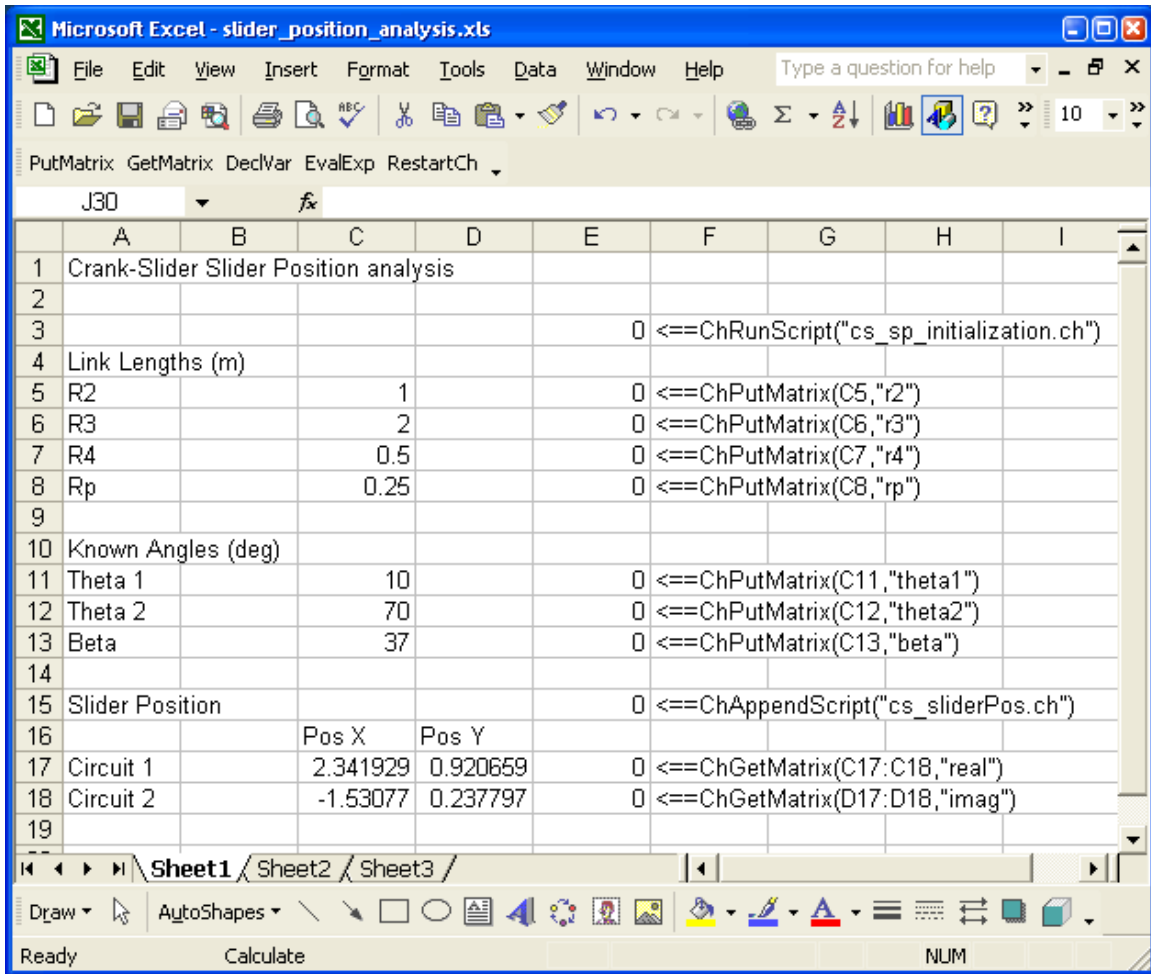 Microsoft Excel - slider_position_analysis.xls
File Edit View Insert Format Tools Data Window Help Type a question for help
ABC Σ A Z ? » 10 »
PutMatrix GetMatrix DeclVar EvalExp RestartCh
J30 fx
A B C D E F G H I
1 Crank-Slider Slider Position analysis
2
3 0 <==ChRunScript("cs_sp_initialization.ch")
4 Link Lengths (m)
5 R2 1 0 <==ChPutMatrix(C5,"r2")
6 R3 2 0 <==ChPutMatrix(C6,"r3")
7 R4 0.5 0 <==ChPutMatrix(C7,"r4")
8 Rp 0.25 0 <==ChPutMatrix(C8,"rp")
9
10 Known Angles (deg)
11 Theta 1 10 0 <==ChPutMatrix(C11,"theta1")
12 Theta 2 70 0 <==ChPutMatrix(C12,"theta2")
13 Beta 37 0 <==ChPutMatrix(C13,"beta")
14
15 Slider Position 0 <==ChAppendScript("cs_sliderPos.ch")
16 Pos X Pos Y
17 Circuit 1 2.341929 0.920659 0 <==ChGetMatrix(C17:C18,"real")
18 Circuit 2 -1.53077 0.237797 0 <==ChGetMatrix(D17:D18,"imag")
19
Sheet1 Sheet2 Sheet3
Draw AutoShapes A A
Ready Calculate NUM